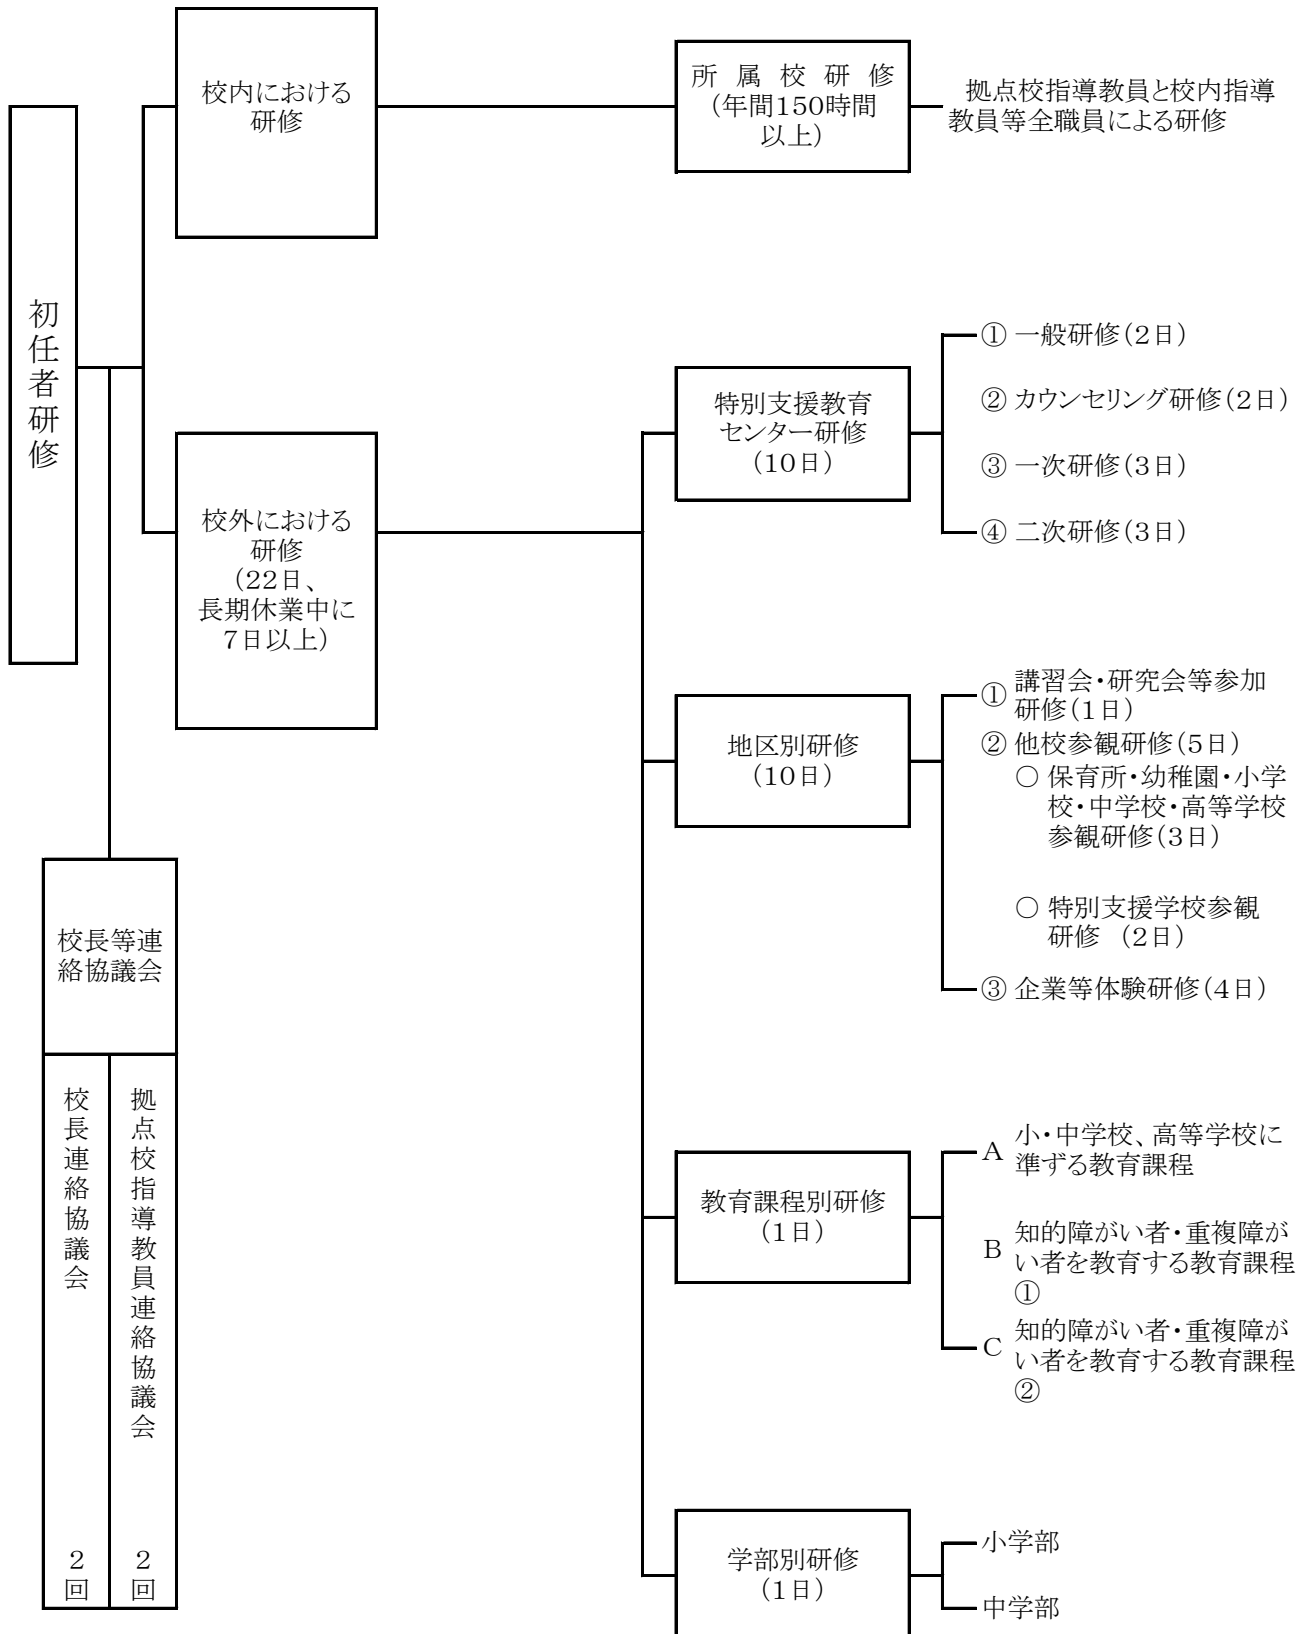 初任者研修
校内における
研修
所属校研修
(年間150時間
以上)
拠点校指導教員と校内指導
教員等全職員による研修
校外における
研修
(22日、
長期休業中に
7日以上)
特別支援教育
センター研修
(10日)
① 一般研修(2日)
② カウンセリング研修(2日)
③ 一次研修(3日)
④ 二次研修(3日)
地区別研修
(10日)
① 講習会・研究会等参加
研修(1日)
② 他校参観研修(5日)
○ 保育所・幼稚園・小学
校・中学校・高等学校
参観研修(3日)
○ 特別支援学校参観
研修 (2日)
③ 企業等体験研修(4日)
教育課程別研修
(1日)
A 小・中学校、高等学校に
準ずる教育課程
B 知的障がい者・重複障が
い者を教育する教育課程
①
C 知的障がい者・重複障が
い者を教育する教育課程
②
学部別研修
(1日)
小学部
中学部
校長等連
絡協議会
校長連絡協議会 2回
拠点校指導教員連絡協議会 2回